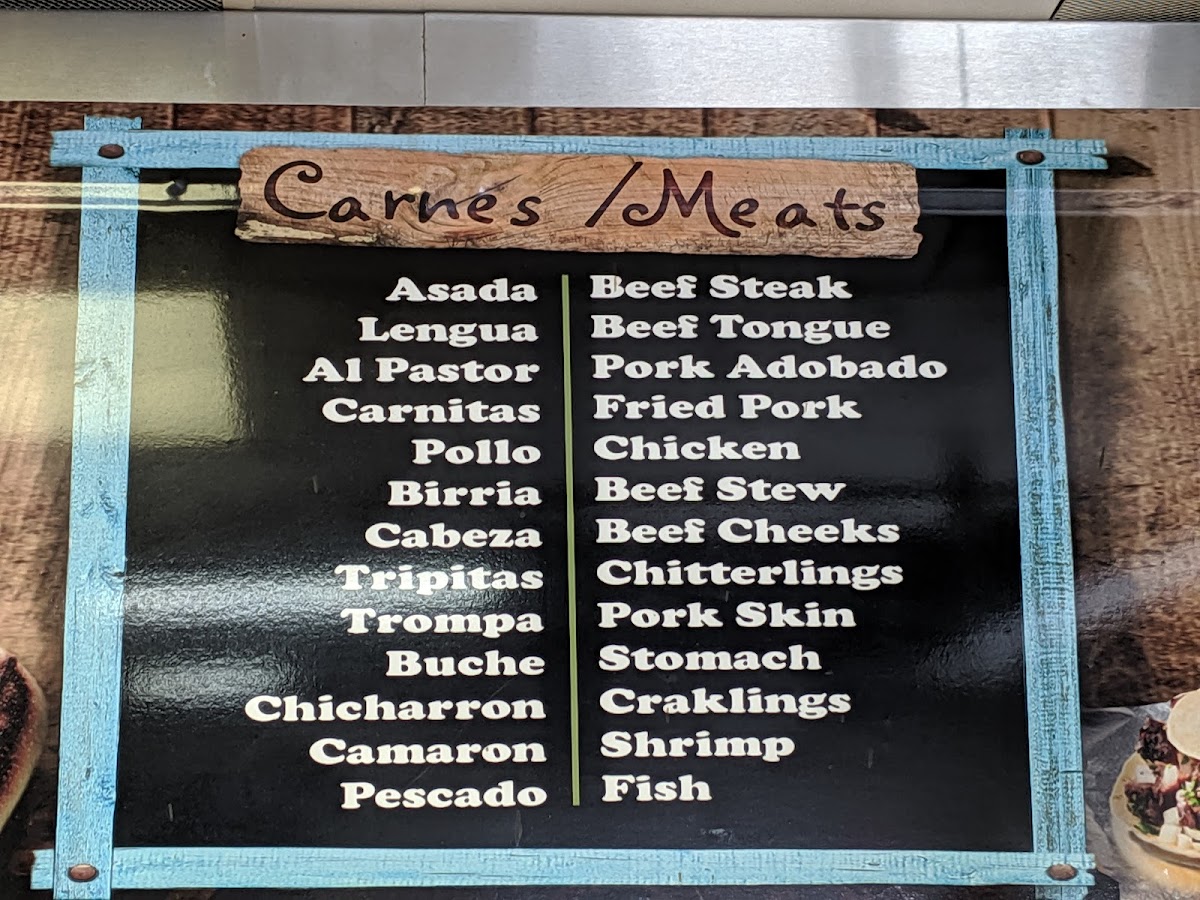 Carnes /Meats
Asada Beef Steak
Lengua Beef Tongue
Al Pastor Pork Adobado
Carnitas Fried Pork
Pollo Chicken
Birria Beef Stew
Cabeza Beef Cheeks
Tripitas Chitterlings
Trompa Pork Skin
Buche Stomach
Chicharron Craklings
Camaron Shrimp
Pescado Fish